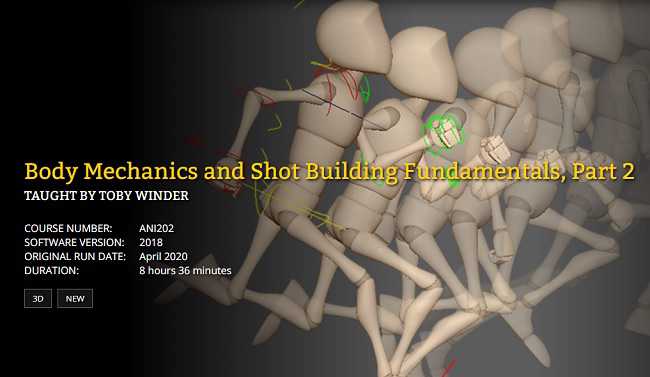 Body Mechanics and Shot Building Fundamentals, Part 2
TAUGHT BY TOBY WINDER
COURSE NUMBER: ANI202
SOFTWARE VERSION: 2018
ORIGINAL RUN DATE: April 2020
DURATION: 8 hours 36 minutes
3D NEW